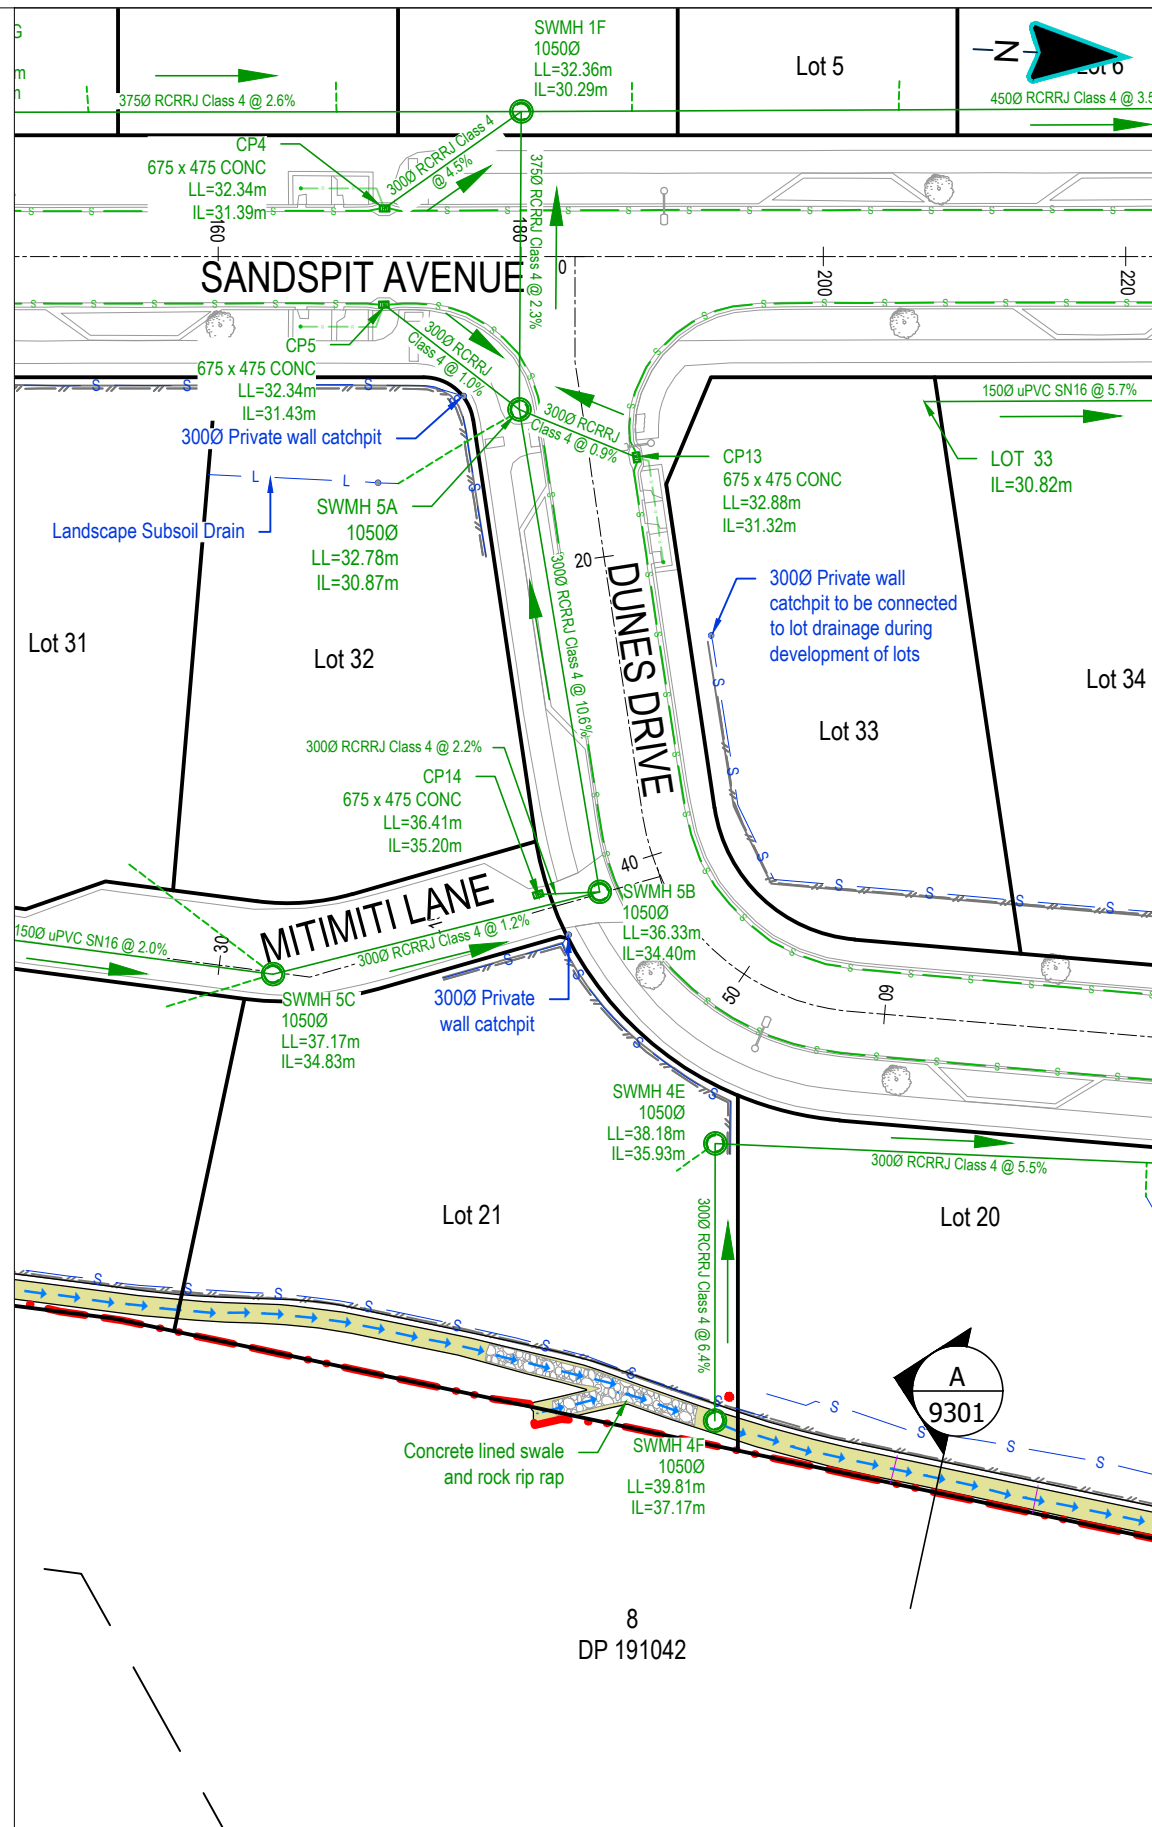 SWMH 1F
1050Ø
LL=32.36m
IL=30.29m
Lot 5
N
Lot 6
375Ø RCRRJ Class 4 @ 2.6%
450Ø RCRRJ Class 4 @ 3.5
CP4
675 x 475 CONC
LL=32.34m
IL=31.39m
300Ø RCRRJ Class 4
@ 4.5%
375Ø RCRRJ Class 4 @ 2.3%
160
180
0
200
220
SANDSPIT AVENUE
CP5
675 x 475 CONC
LL=32.34m
IL=31.43m
300Ø RCRRJ
Class 4 @ 1.0%
300Ø RCRRJ
Class 4 @ 0.9%
150Ø uPVC SN16 @ 5.7%
300Ø Private wall catchpit
L L
Landscape Subsoil Drain
SWMH 5A
1050Ø
LL=32.78m
IL=30.87m
CP13
675 x 475 CONC
LL=32.88m
IL=31.32m
LOT 33
IL=30.82m
20
DUNES DRIVE
300Ø RCRRJ Class 4 @ 10.6%
300Ø Private wall
catchpit to be connected
to lot drainage during
development of lots
Lot 31
Lot 32
Lot 33
Lot 34
300Ø RCRRJ Class 4 @ 2.2%
CP14
675 x 475 CONC
LL=36.41m
IL=35.20m
40
MITIMITI LANE
SWMH 5B
1050Ø
LL=36.33m
IL=34.40m
150Ø uPVC SN16 @ 2.0%
30
300Ø RCRRJ Class 4 @ 1.2%
50
60
SWMH 5C
1050Ø
LL=37.17m
IL=34.83m
300Ø Private
wall catchpit
SWMH 4E
1050Ø
LL=38.18m
IL=35.93m
300Ø RCRRJ Class 4 @ 5.5%
Lot 21
300Ø RCRRJ Class 4 @ 6.4%
Lot 20
A
9301
Concrete lined swale
and rock rip rap
SWMH 4F
1050Ø
LL=39.81m
IL=37.17m
8
DP 191042